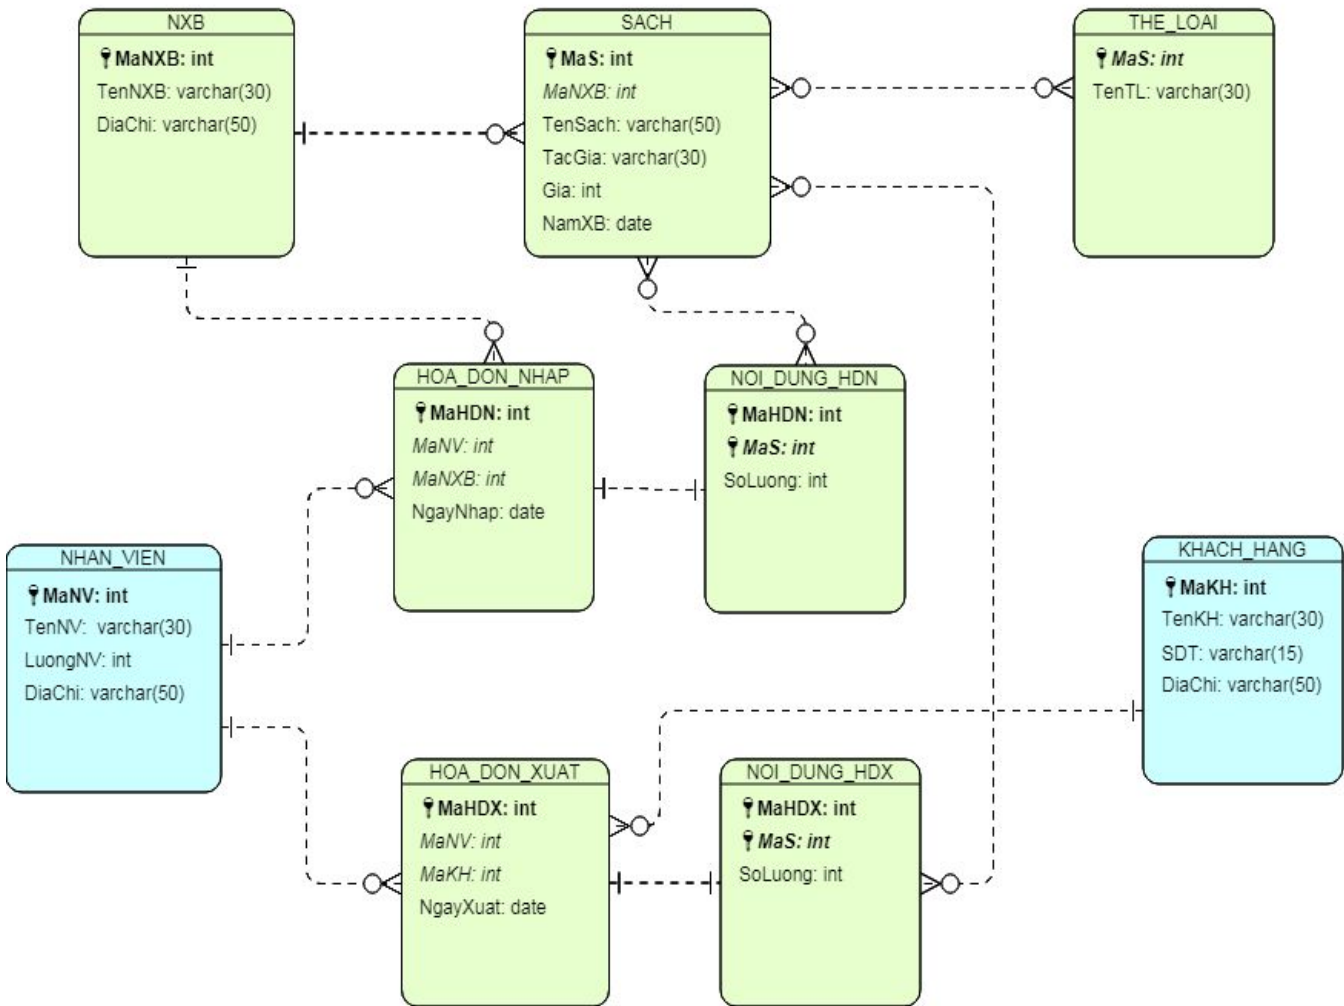 NXB
MaNXB: int
TenNXB: varchar(30)
DiaChi: varchar(50)
SACH
MaS: int
MaNXB: int
TenSach: varchar(50)
TacGia: varchar(30)
Gia: int
NamXB: date
THE_LOAI
MaS: int
TenTL: varchar(30)
HOA_DON_NHAP
MaHDN: int
MaNV: int
MaNXB: int
NgayNhap: date
NOI_DUNG_HDN
MaHDN: int
MaS: int
SoLuong: int
NHAN_VIEN
MaNV: int
TenNV: varchar(30)
LuongNV: int
DiaChi: varchar(50)
KHACH_HANG
MaKH: int
TenKH: varchar(30)
SDT: varchar(15)
DiaChi: varchar(50)
HOA_DON_XUAT
MaHDX: int
MaNV: int
MaKH: int
NgayXuat: date
NOI_DUNG_HDX
MaHDX: int
MaS: int
SoLuong: int